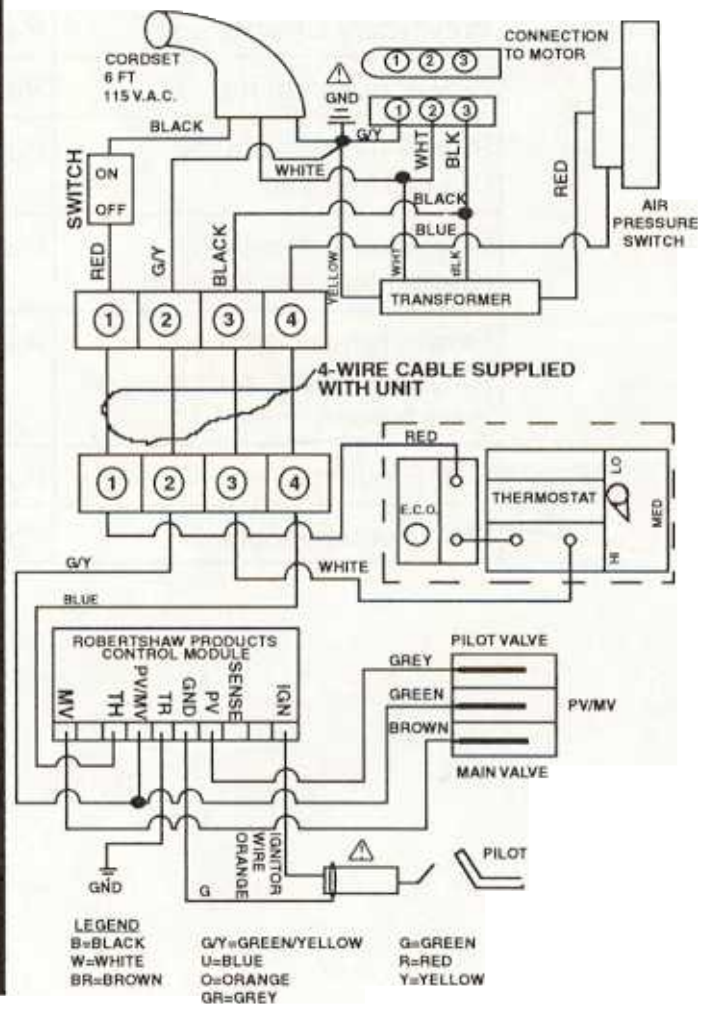 CORDSET
6 FT
115 V.A.C.
CONNECTION
TO MOTOR
1 2 3
GND
1 2 3
BLACK
G/Y
WHITE
WHT
BLK
SWITCH
ON
OFF
RED
AIR
PRESSURE
SWITCH
BLACK
BLUE
RED
G/Y
BLACK
YELLOW
WHT
BLK
TRANSFORMER
1 2 3 4
4-WIRE CABLE SUPPLIED
WITH UNIT
RED
1 2 3 4
E.C.O.
THERMOSTAT
LO
MED
HI
G/Y
WHITE
BLUE
ROBERTSHAW PRODUCTS
CONTROL MODULE
MV
TH
PV/MV
TR
GND
PV
SENSE
IGN
PILOT VALVE
GREY
GREEN
PV/MV
BROWN
MAIN VALVE
GND
G
IGNITOR
WIRE
ORANGE
PILOT
LEGEND
B=BLACK G/Y=GREEN/YELLOW G=GREEN
W=WHITE U=BLUE R=RED
BR=BROWN O=ORANGE Y=YELLOW
GR=GREY